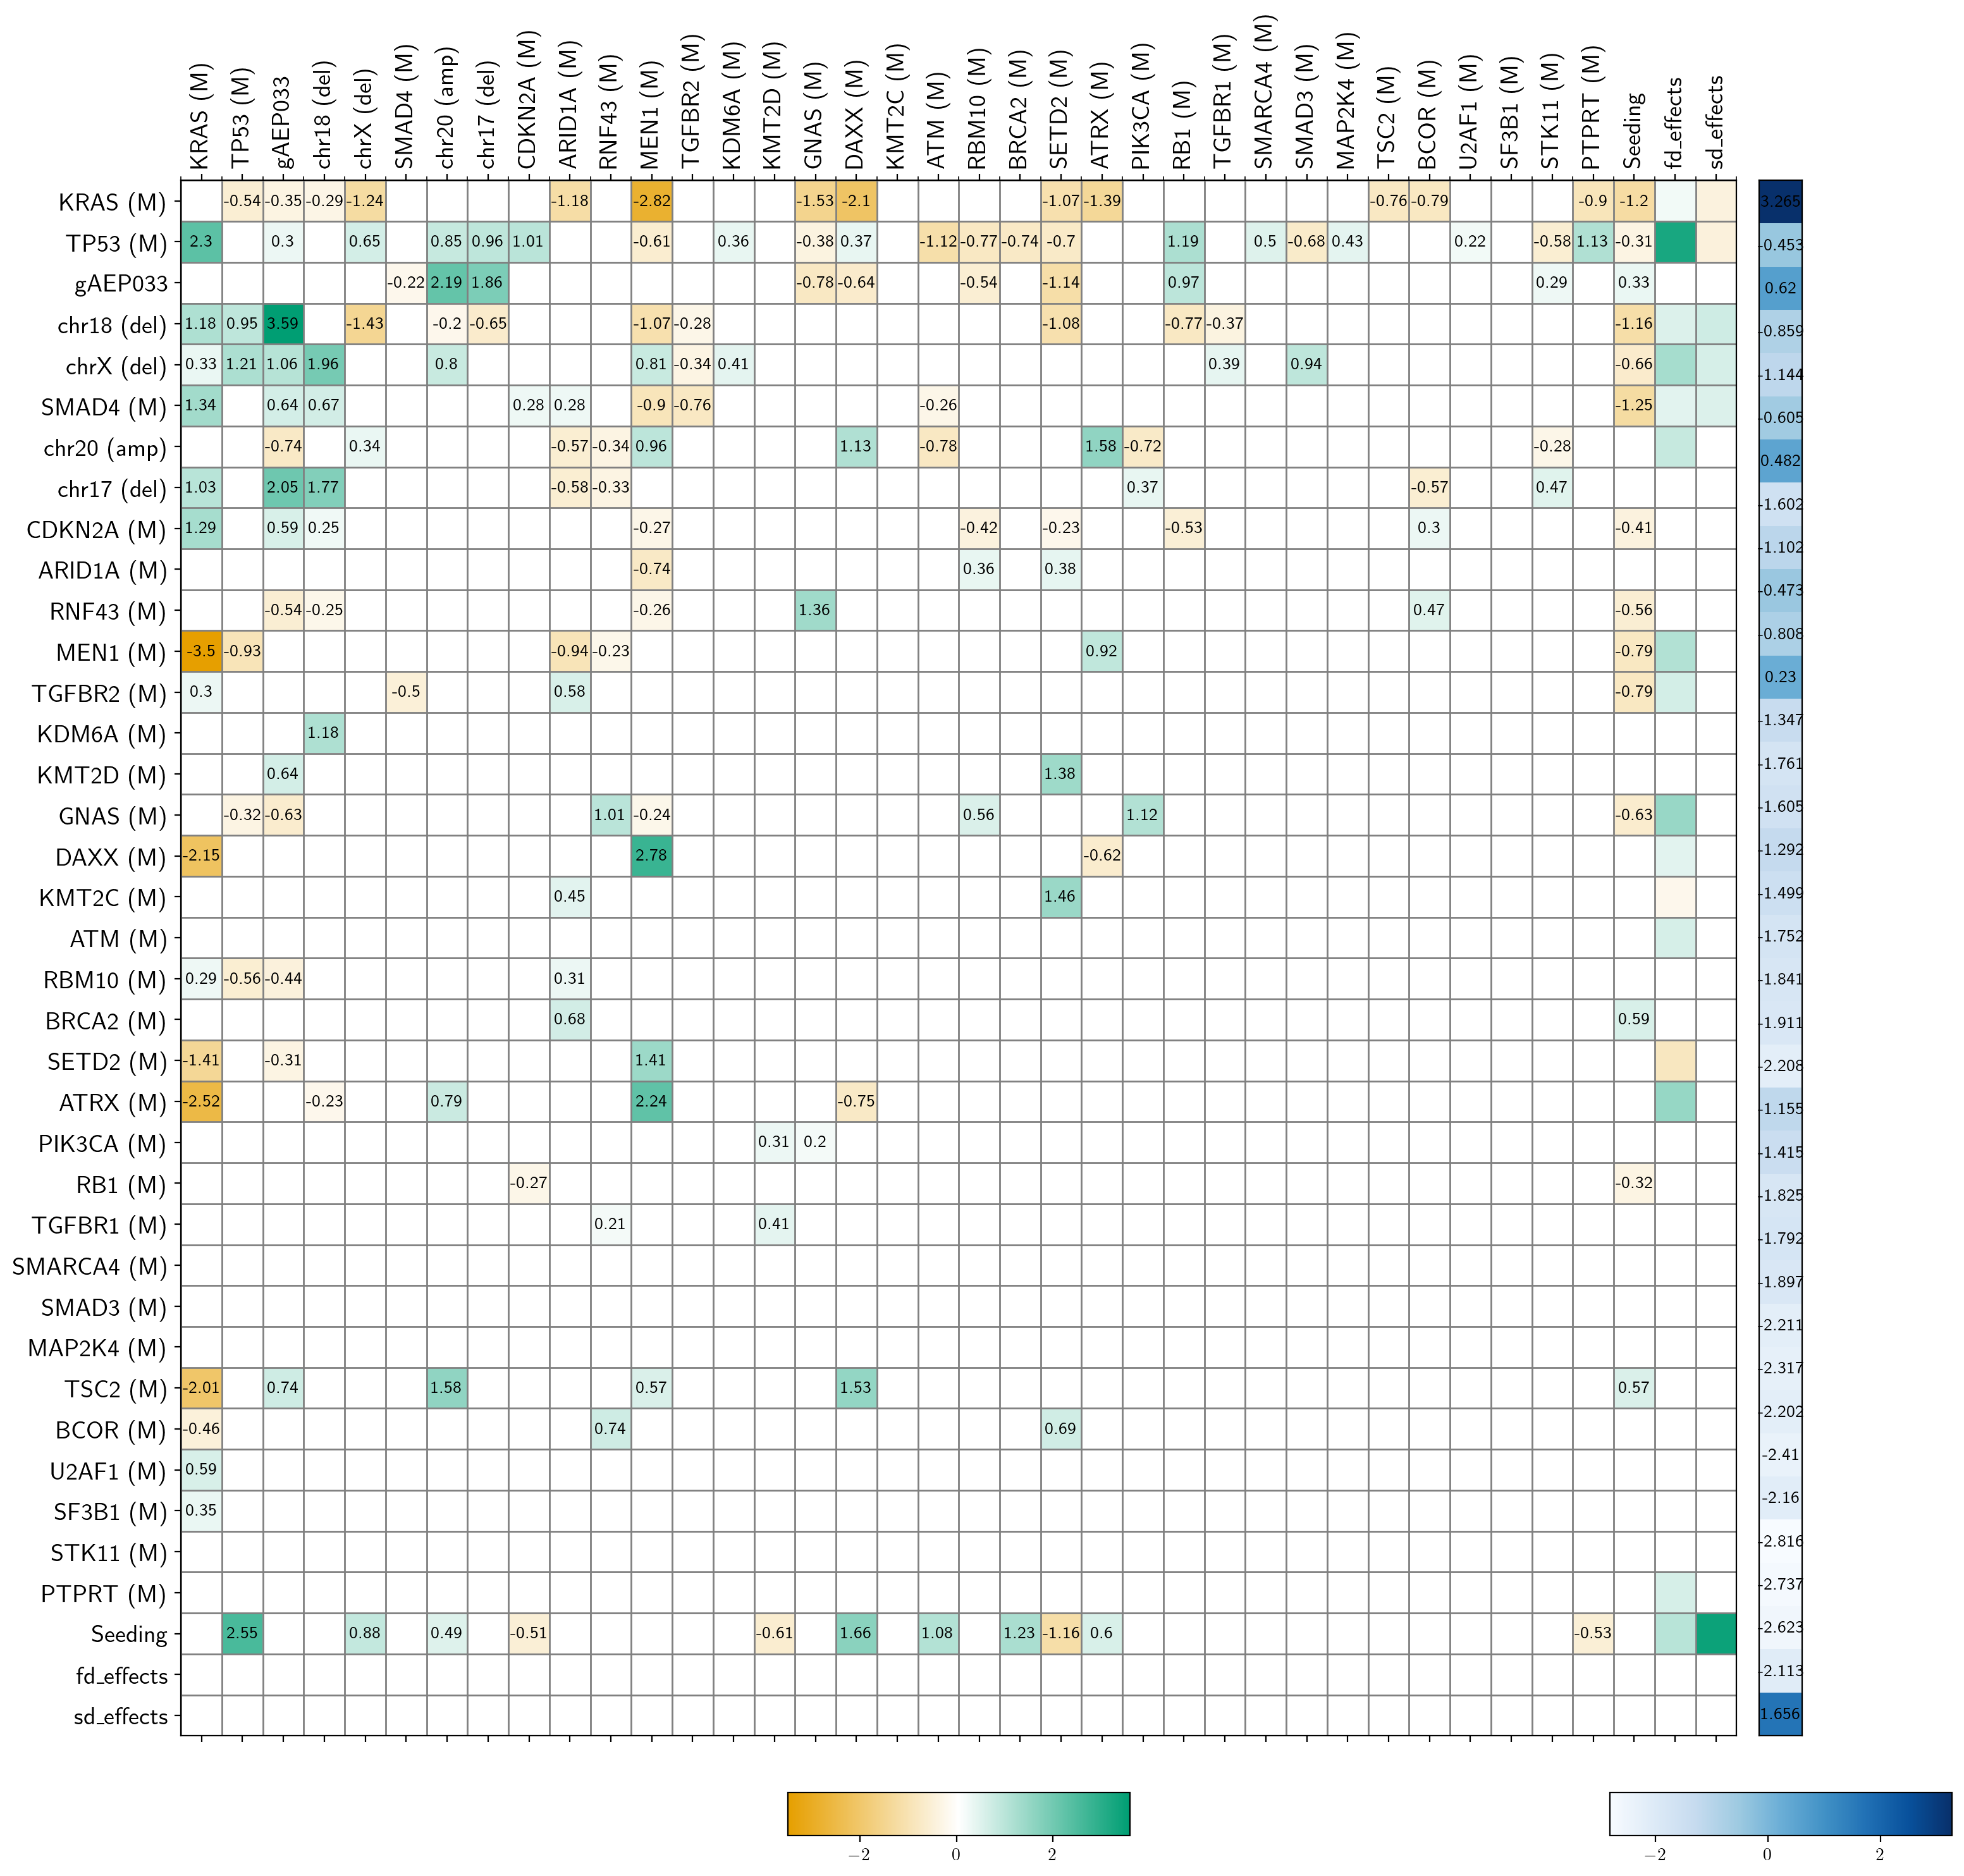 KRAS (M) TP53 (M) gAEP033 chr18 (del) chrX (del) SMAD4 (M) chr20 (amp) chr17 (del) CDKN2A (M) ARID1A (M) RNF43 (M) MEN1 (M) TGFBR2 (M) KDM6A (M) KMT2D (M) GNAS (M) DAXX (M) KMT2C (M) ATM (M) RBM10 (M) BRCA2 (M) SETD2 (M) ATRX (M) PIK3CA (M) RB1 (M) TGFBR1 (M) SMARCA4 (M) SMAD3 (M) MAP2K4 (M) TSC2 (M) BCOR (M) U2AF1 (M) SF3B1 (M) STK11 (M) PTPRT (M) Seeding fd_effects sd_effects
KRAS (M) -0.54 -0.35 -0.29 -1.24 -1.18 -2.82 -1.53 -2.1 -1.07 -1.39 -0.76 -0.79 -0.9 -1.2 3.265
TP53 (M) 2.3 0.3 0.65 0.85 0.96 1.01 -0.61 0.36 -0.38 0.37 -1.12 -0.77 -0.74 -0.7 1.19 0.5 -0.68 0.43 0.22 -0.58 1.13 -0.31 -0.453
gAEP033 -0.22 2.19 1.86 -0.78 -0.64 -0.54 -1.14 0.97 0.29 0.33 0.62
chr18 (del) 1.18 0.95 3.59 -1.43 -0.2 -0.65 -1.07 -0.28 -1.08 -0.77 -0.37 -1.16 -0.859
chrX (del) 0.33 1.21 1.06 1.96 0.8 0.81 -0.34 0.41 0.39 0.94 -0.66 -1.144
SMAD4 (M) 1.34 0.64 0.67 0.28 0.28 -0.9 -0.76 -0.26 -1.25 -0.605
chr20 (amp) -0.74 0.34 -0.57 -0.34 0.96 1.13 -0.78 1.58 -0.72 -0.28 0.482
chr17 (del) 1.03 2.05 1.77 -0.58 -0.33 0.37 -0.57 0.47 -1.602
CDKN2A (M) 1.29 0.59 0.25 -0.27 -0.42 -0.23 -0.53 0.3 -0.41 -1.102
ARID1A (M) -0.74 0.36 0.38 -0.473
RNF43 (M) -0.54 -0.25 -0.26 1.36 0.47 -0.56 -0.808
MEN1 (M) -3.5 -0.93 -0.94 -0.23 0.92 -0.79 0.23
TGFBR2 (M) 0.3 -0.5 0.58 -0.79 -1.347
KDM6A (M) 1.18 -1.761
KMT2D (M) 0.64 1.38 -1.605
GNAS (M) -0.32 -0.63 1.01 -0.24 0.56 1.12 -0.63 -1.292
DAXX (M) -2.15 2.78 -0.62 -1.499
KMT2C (M) 0.45 1.46 -1.752
ATM (M) -1.841
RBM10 (M) 0.29 -0.56 -0.44 0.31 -1.911
BRCA2 (M) 0.68 0.59 -2.208
SETD2 (M) -1.41 -0.31 1.41 -1.155
ATRX (M) -2.52 -0.23 0.79 2.24 -0.75 -1.415
PIK3CA (M) 0.31 0.2 -1.825
RB1 (M) -0.27 -0.32 -1.792
TGFBR1 (M) 0.21 0.41 -1.897
SMARCA4 (M) -2.211
SMAD3 (M) -2.317
MAP2K4 (M) -2.202
TSC2 (M) -2.01 0.74 1.58 0.57 1.53 0.57 -2.41
BCOR (M) -0.46 0.74 0.69 -2.16
U2AF1 (M) 0.59 -2.816
SF3B1 (M) 0.35 -2.737
STK11 (M) -2.623
PTPRT (M) -2.113
Seeding 2.55 0.88 0.49 -0.51 -0.61 1.66 1.08 1.23 -1.16 0.6 -0.53 1.656
fd_effects
sd_effects
−2 0 2
−2 0 2